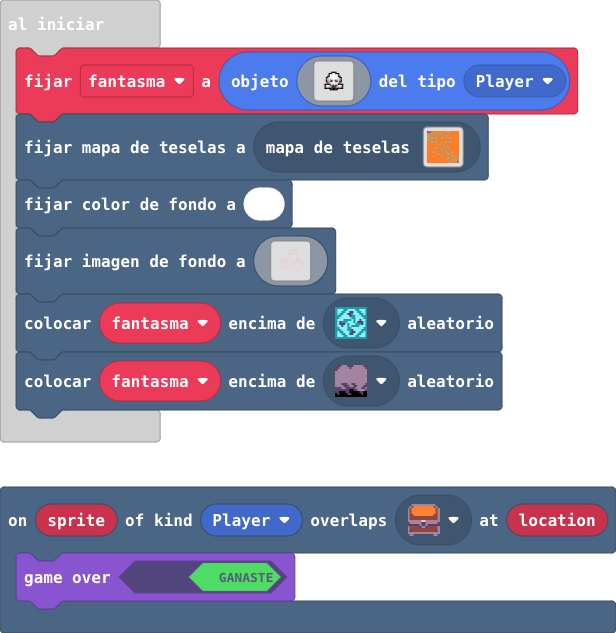 al iniciar
fijar fantasma a objeto del tipo Player
fijar mapa de teselas a mapa de teselas
fijar color de fondo a
fijar imagen de fondo a
colocar fantasma encima de aleatorio
colocar fantasma encima de aleatorio
on sprite of kind Player overlaps at location
game over GANASTE